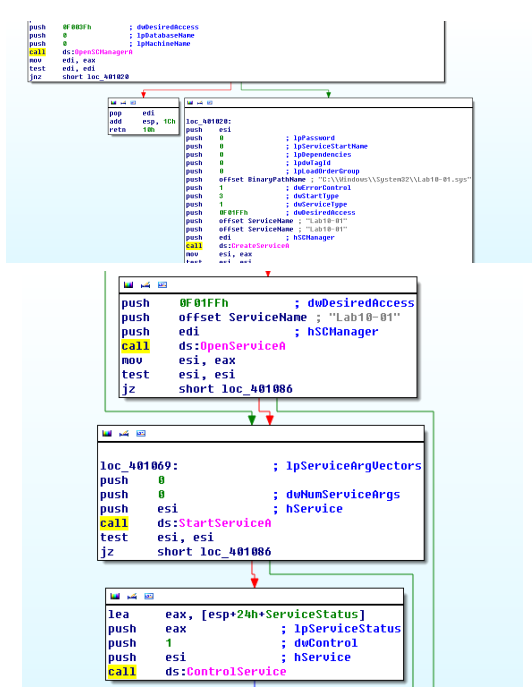 push 0F003Fh ; dwDesiredAccess
push 0 ; lpDatabaseName
push 0 ; lpMachineName
call ds:OpenSCManagerA
mov edi, eax
test edi, edi
jnz short loc_401020
pop edi
add esp, 1Ch
retn 10h
loc_401020:
push esi
push 0 ; lpPassword
push 0 ; lpServiceStartName
push 0 ; lpDependencies
push 0 ; lpdwTagId
push 0 ; lpLoadOrderGroup
push offset BinaryPathName ; "C:\\Windows\\System32\\Lab10-01.sys"
push 1 ; dwErrorControl
push 3 ; dwStartType
push 1 ; dwServiceType
push 0F01FFh ; dwDesiredAccess
push offset ServiceName ; "Lab10-01"
push offset ServiceName ; "Lab10-01"
push edi ; hSCManager
call ds:CreateServiceA
mov esi, eax
test esi, esi
push 0F01FFh ; dwDesiredAccess
push offset ServiceName ; "Lab10-01"
push edi ; hSCManager
call ds:OpenServiceA
mov esi, eax
test esi, esi
jz short loc_401086
loc_401069: ; lpServiceArgVectors
push 0
push 0 ; dwNumServiceArgs
push esi ; hService
call ds:StartServiceA
test esi, esi
jz short loc_401086
lea eax, [esp+24h+ServiceStatus]
push eax ; lpServiceStatus
push 1 ; dwControl
push esi ; hService
call ds:ControlService